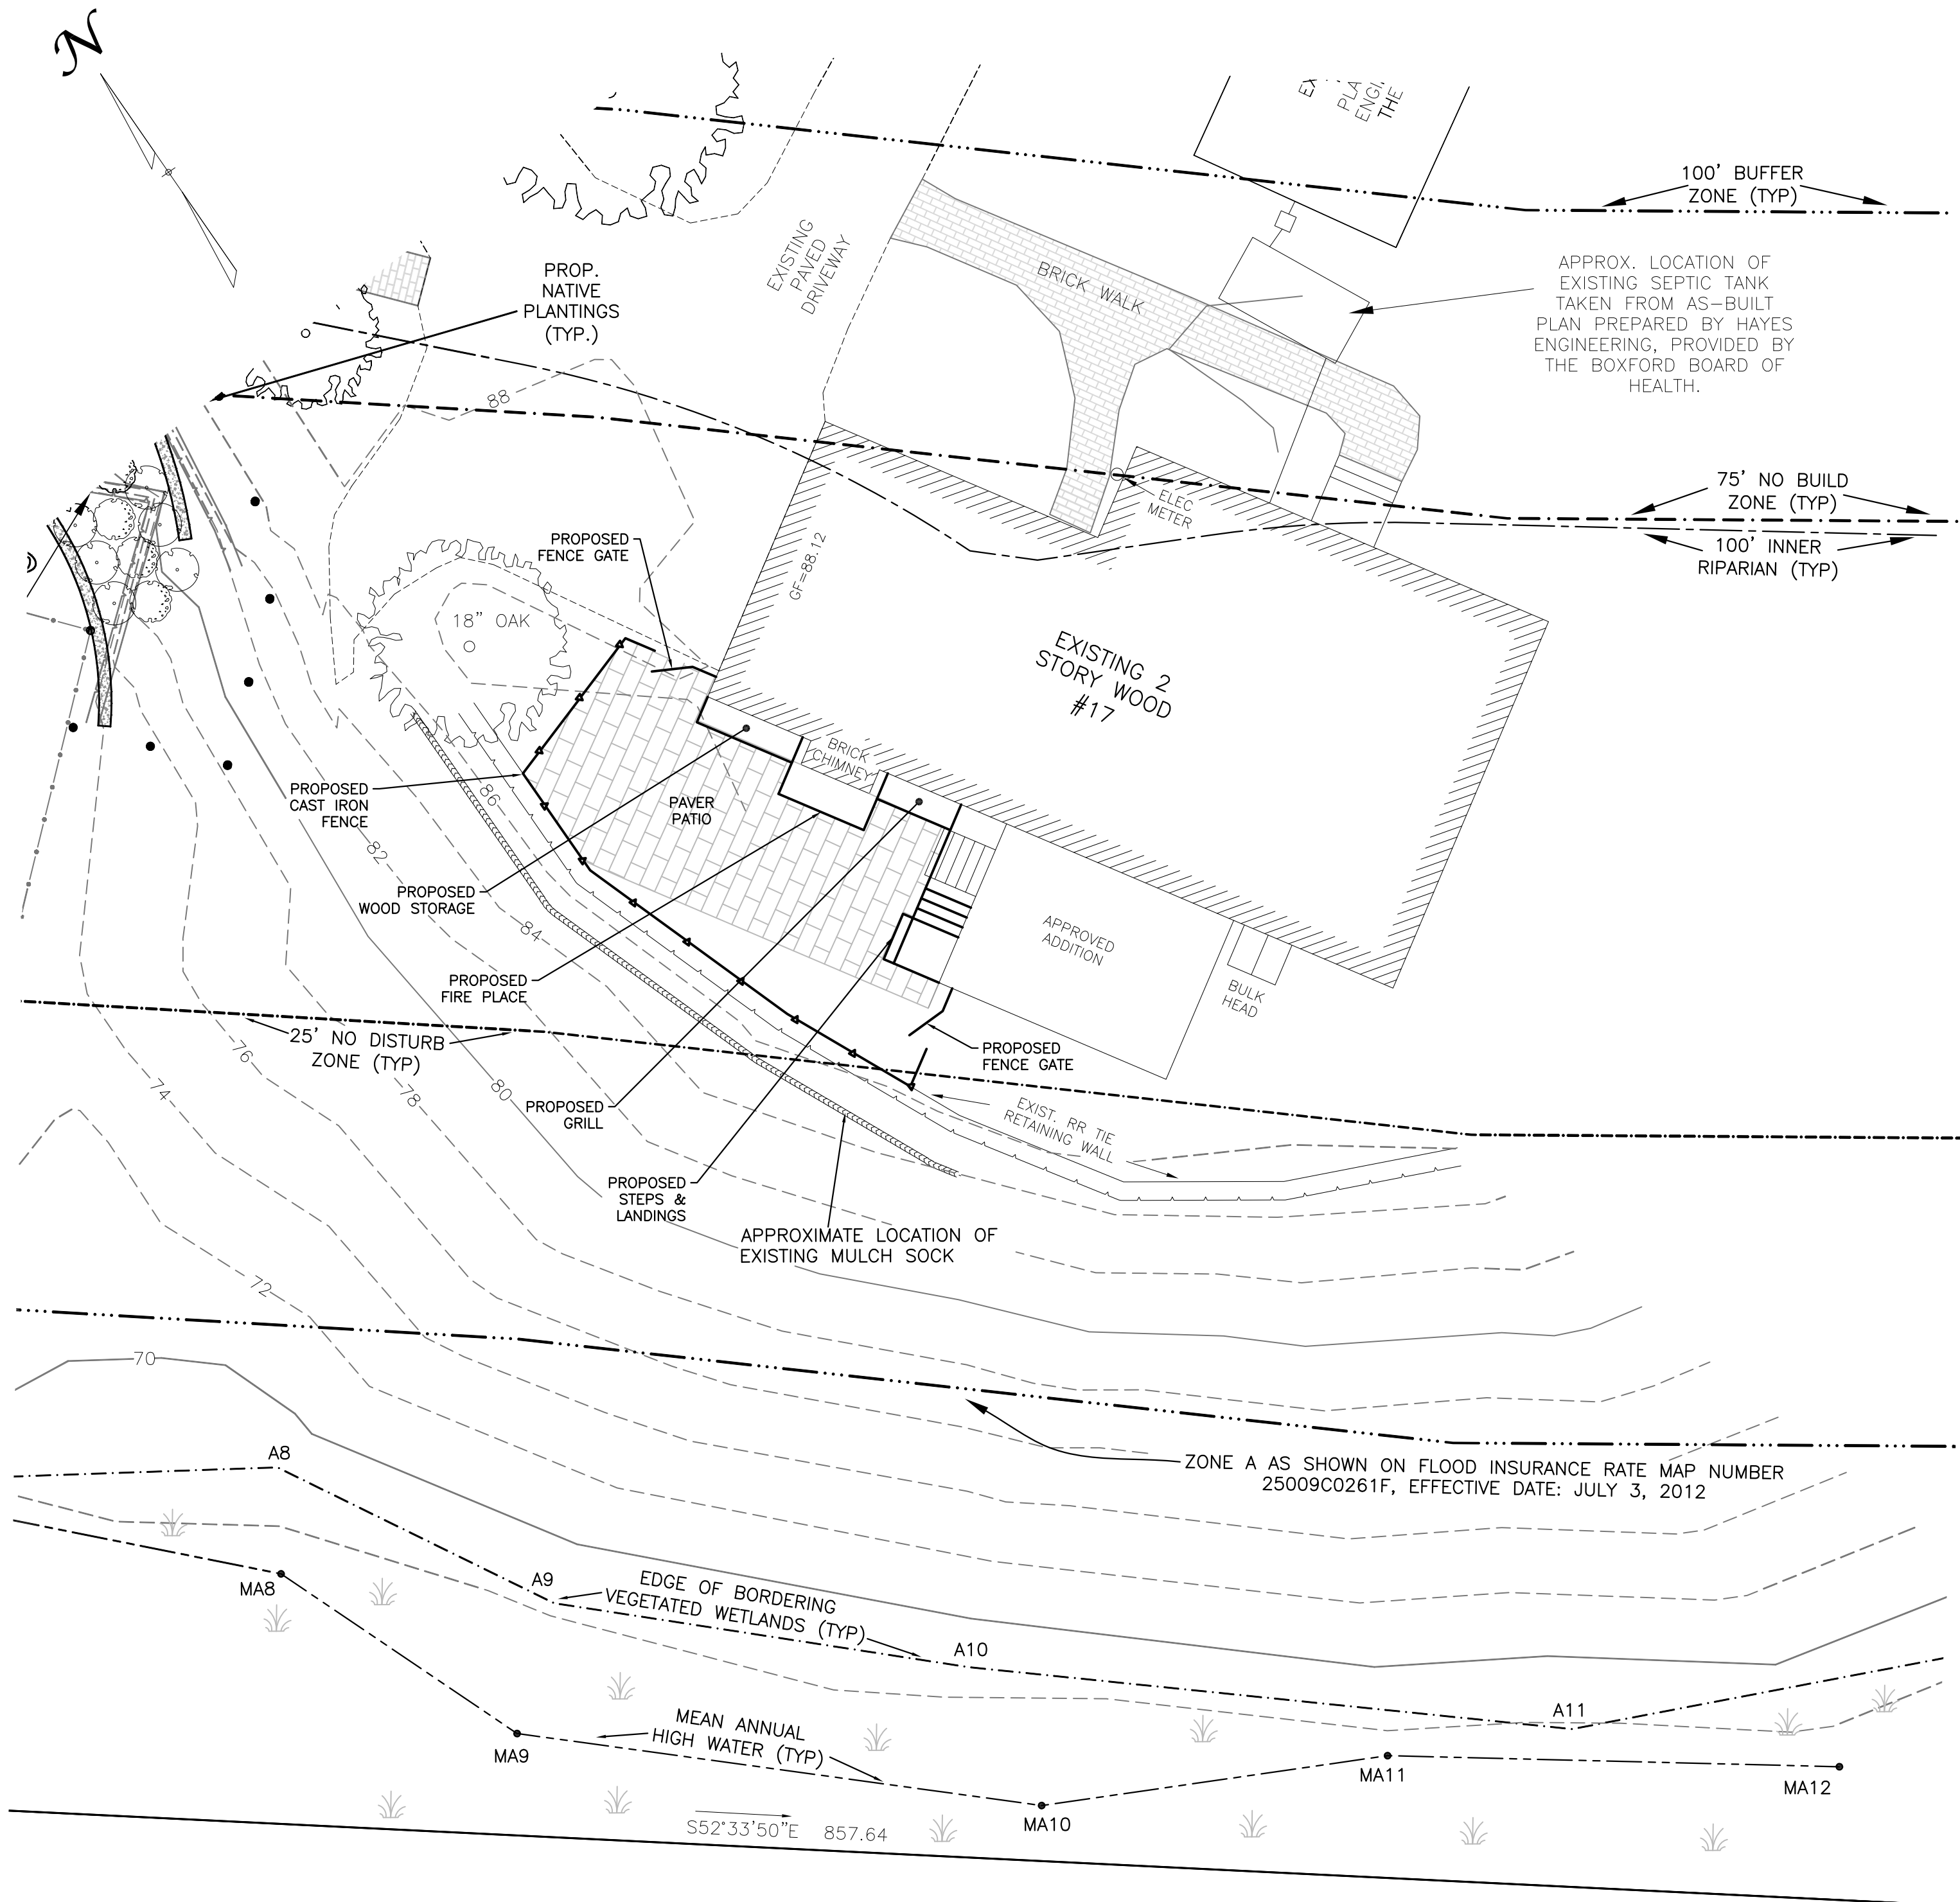 N
THE
100' BUFFER
ZONE (TYP)
APPROX. LOCATION OF
EXISTING SEPTIC TANK
TAKEN FROM AS-BUILT
PLAN PREPARED BY HAYES
ENGINEERING, PROVIDED BY
THE BOXFORD BOARD OF
HEALTH.
EXISTING
PAVED
DRIVEWAY
BRICK WALK
PROP.
NATIVE
PLANTINGS
(TYP.)
88
75' NO BUILD
ZONE (TYP)
100' INNER
RIPARIAN (TYP)
ELEC
METER
PROPOSED
FENCE GATE
GF=88.12
18" OAK
EXISTING 2
STORY WOOD
#17
BRICK
CHIMNEY
PROPOSED
CAST IRON
FENCE
86
PAVER
PATIO
82
PROPOSED
WOOD STORAGE
84
APPROVED
ADDITION
PROPOSED
FIRE PLACE
BULK
HEAD
25' NO DISTURB
ZONE (TYP)
PROPOSED
FENCE GATE
76
74
78
80
PROPOSED
GRILL
EXIST. RR TIE
RETAINING WALL
PROPOSED
STEPS &
LANDINGS
APPROXIMATE LOCATION OF
EXISTING MULCH SOCK
72
70
A8
ZONE A AS SHOWN ON FLOOD INSURANCE RATE MAP NUMBER
25009C0261F, EFFECTIVE DATE: JULY 3, 2012
MA8
A9
EDGE OF BORDERING
VEGETATED WETLANDS (TYP)
A10
A11
MEAN ANNUAL
HIGH WATER (TYP)
MA9
MA10
MA11
MA12
S52°33'50"E 857.64